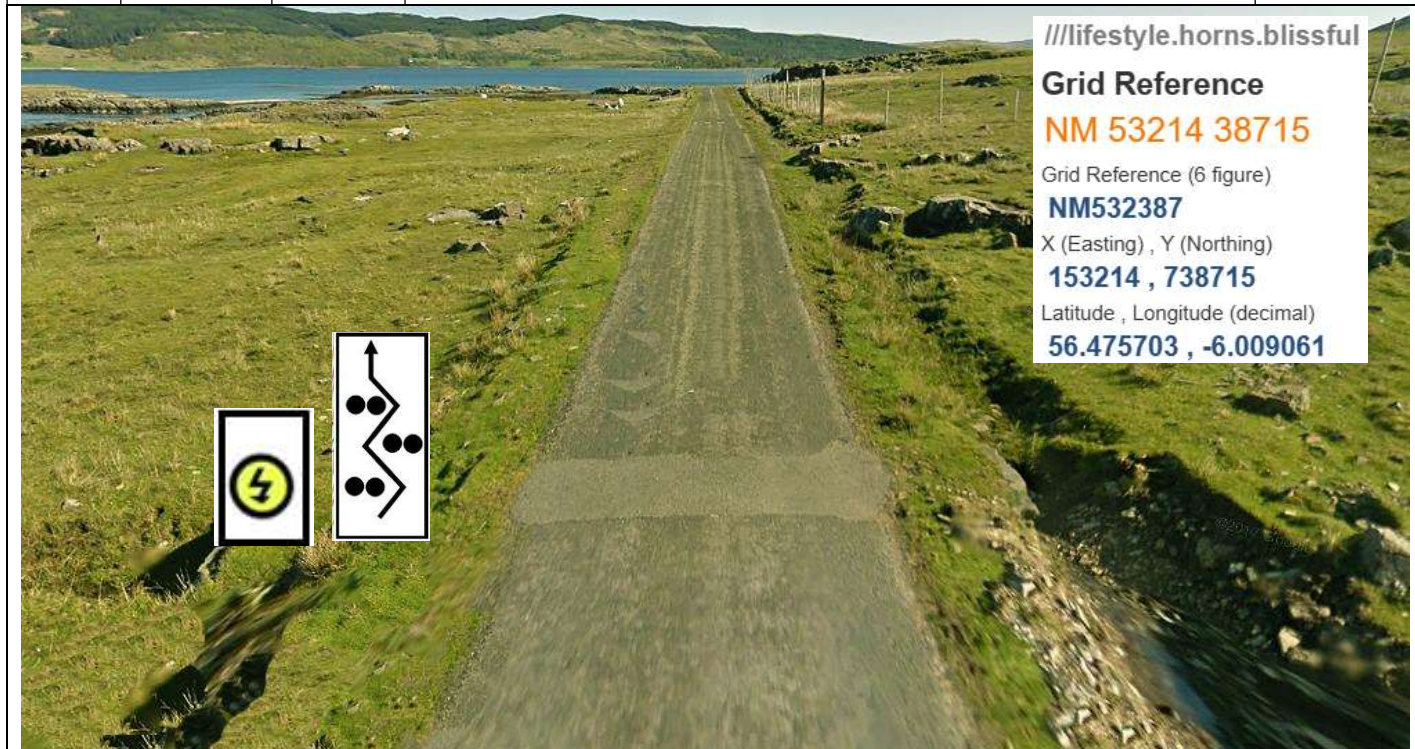 ///lifestyle.horns.blissful
Grid Reference
NM 53214 38715
Grid Reference (6 figure)
NM532387
X (Easting) , Y (Northing)
153214 , 738715
Latitude , Longitude (decimal)
56.475703 , -6.009061